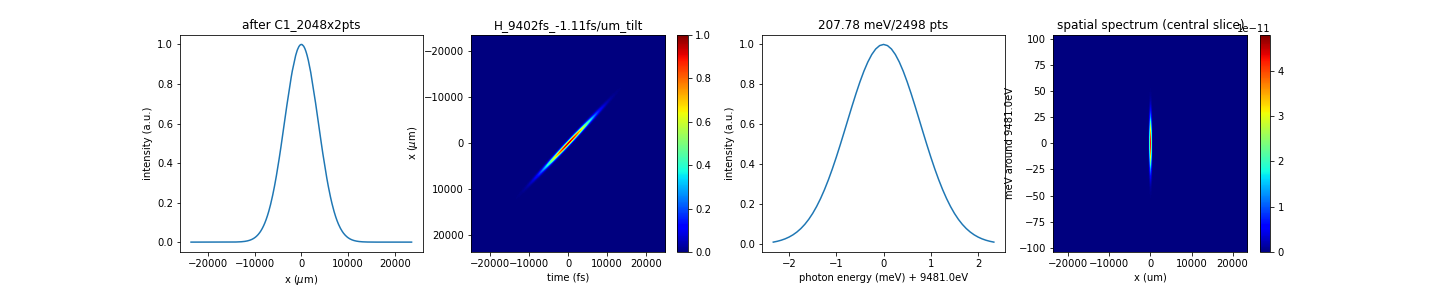 after C1_2048x2pts
1.0
0.8
0.6
0.4
0.2
0.0
intensity (a.u.)
−20000 −10000 0 10000 20000
x (μm)
H_9402fs_-1.11fs/um_tilt
−20000
−10000
0
10000
20000
x (μm)
−20000 −10000 0 10000 20000
time (fs)
1.0
0.8
0.6
0.4
0.2
0.0
207.78 meV/2498 pts
1.0
0.8
0.6
0.4
0.2
0.0
intensity (a.u.)
−2 −1 0 1 2
photon energy (meV) + 9481.0eV
spatial spectrum (central slice)
100
75
50
25
0
−25
−50
−75
−100
meV around 9481.0eV
−20000 −10000 0 10000 20000
x (um)
1e−11
4
3
2
1
0